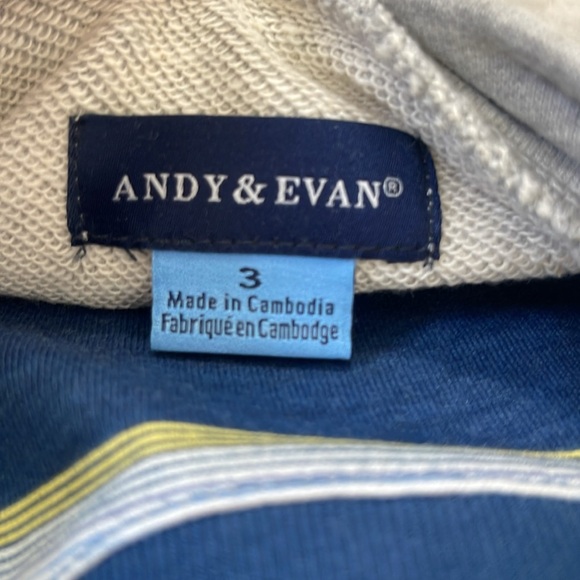 ANDY & EVAN®
3
Made in Cambodia
Fabriqué en Cambodge